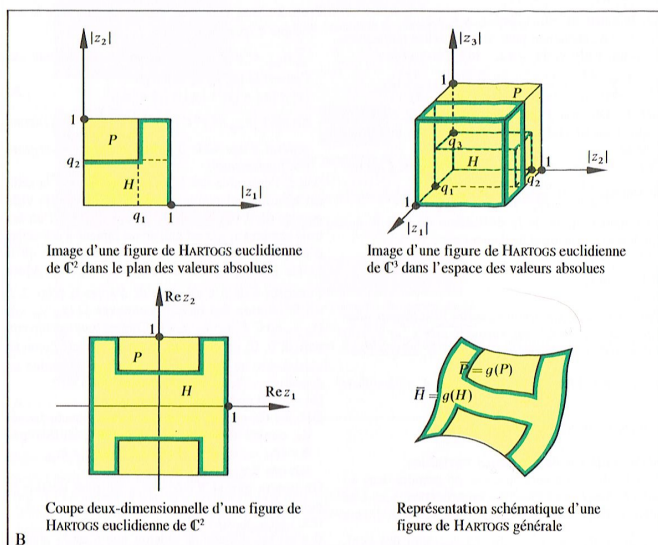 |z₂|
1
P
q₂
H
|z₁|
q₁
1
Image d'une figure de HARTOGS euclidienne
de ℂ² dans le plan des valeurs absolues
|z₃|
1
P
q₃
H
|z₂|
1
q₂
q₁
1
|z₁|
Image d'une figure de HARTOGS euclidienne
de ℂ³ dans l'espace des valeurs absolues
Re z₂
1
P
H
Re z₁
1
Coupe deux-dimensionnelle d'une figure de
HARTOGS euclidienne de ℂ²
P̅ = g(P)
H̅ = g(H)
Représentation schématique d'une
figure de HARTOGS générale
B